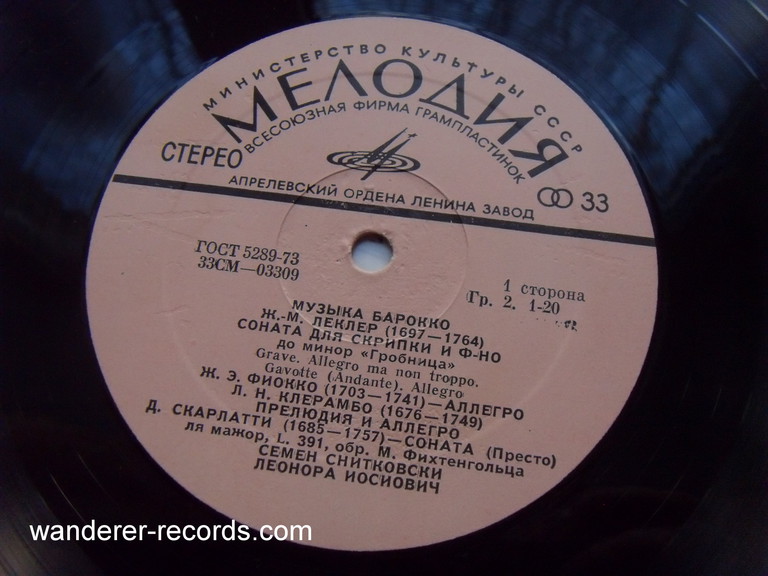 МИНИСТЕРСТВО КУЛЬТУРЫ СССР
МЕЛОДИЯ
ВСЕСОЮЗНАЯ ФИРМА ГРАМПЛАСТИНОК
СТЕРЕО
33
АПРЕЛЕВСКИЙ ОРДЕНА ЛЕНИНА ЗАВОД
ГОСТ 5289-73
33СМ—03309
1 сторона
Гр. 2. 1-20
МУЗЫКА БАРОККО
Ж.-М. ЛЕКЛЕР (1697—1764)
СОНАТА ДЛЯ СКРИПКИ И Ф-НО
до минор «Гробница»
Grave. Allegro ma non troppo.
Gavotte (Andante). Allegro
Ж. Э. ФИОККО (1703—1741)—АЛЛЕГРО
Л. Н. КЛЕРАМБО (1676—1749)
ПРЕЛЮДИЯ И АЛЛЕГРО
Д. СКАРЛАТТИ (1685—1757)—СОНАТА (Престо)
ля мажор, L. 391, обр. М. Фихтенгольца
СЕМЕН СНИТКОВСКИ
ЛЕОНОРА ИОСИОВИЧ
wanderer-records.com